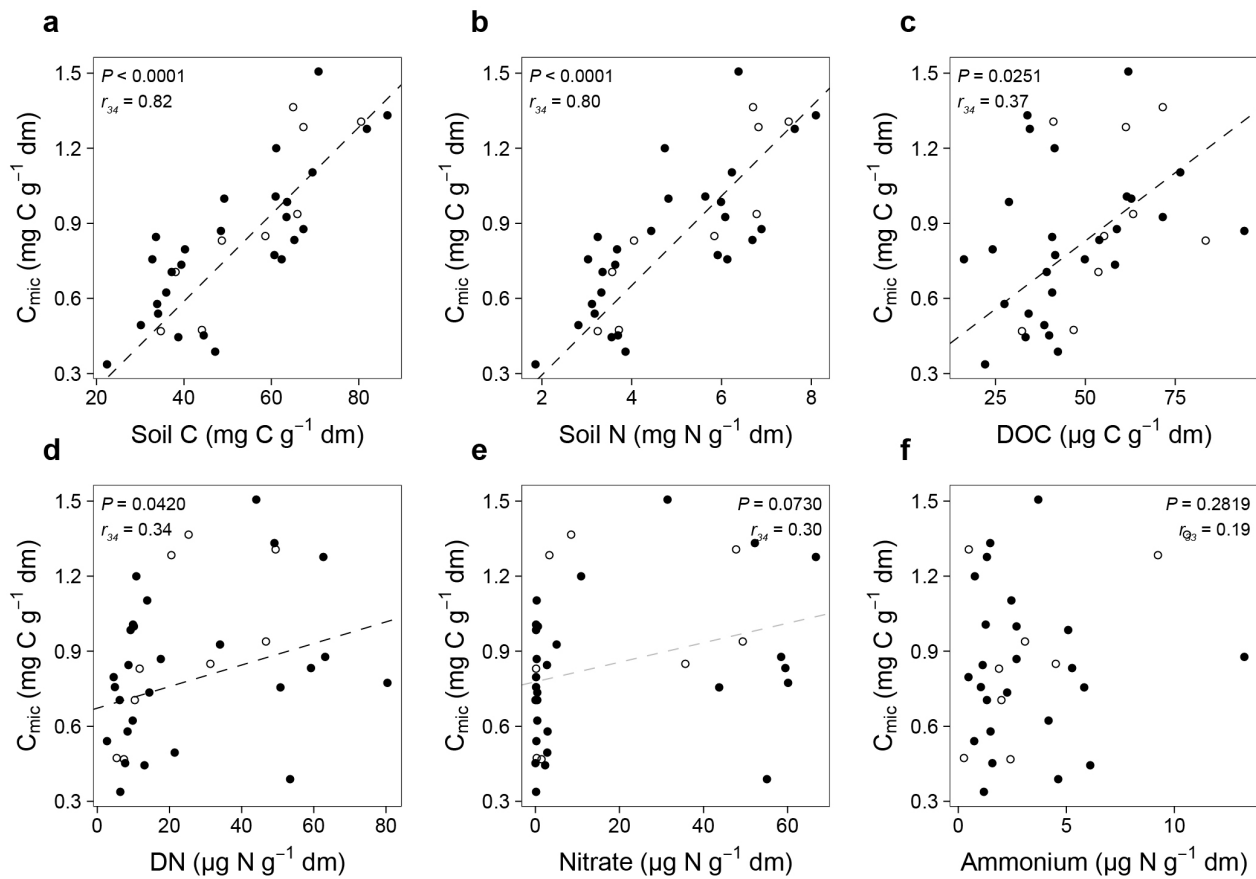 a
P < 0.0001
r34 = 0.82
1.5
1.2
0.9
0.6
0.3
Cmic (mg C g−1 dm)
20 40 60 80
Soil C (mg C g−1 dm)
b
P < 0.0001
r34 = 0.80
1.5
1.2
0.9
0.6
0.3
Cmic (mg C g−1 dm)
2 4 6 8
Soil N (mg N g−1 dm)
c
P = 0.0251
r34 = 0.37
1.5
1.2
0.9
0.6
0.3
Cmic (mg C g−1 dm)
25 50 75
DOC (µg C g−1 dm)
d
P = 0.0420
r34 = 0.34
1.5
1.2
0.9
0.6
0.3
Cmic (mg C g−1 dm)
0 20 40 60 80
DN (µg N g−1 dm)
e
P = 0.0730
r34 = 0.30
1.5
1.2
0.9
0.6
0.3
Cmic (mg C g−1 dm)
0 20 40 60
Nitrate (µg N g−1 dm)
f
P = 0.2819
r33 = 0.19
1.5
1.2
0.9
0.6
0.3
Cmic (mg C g−1 dm)
0 5 10
Ammonium (µg N g−1 dm)